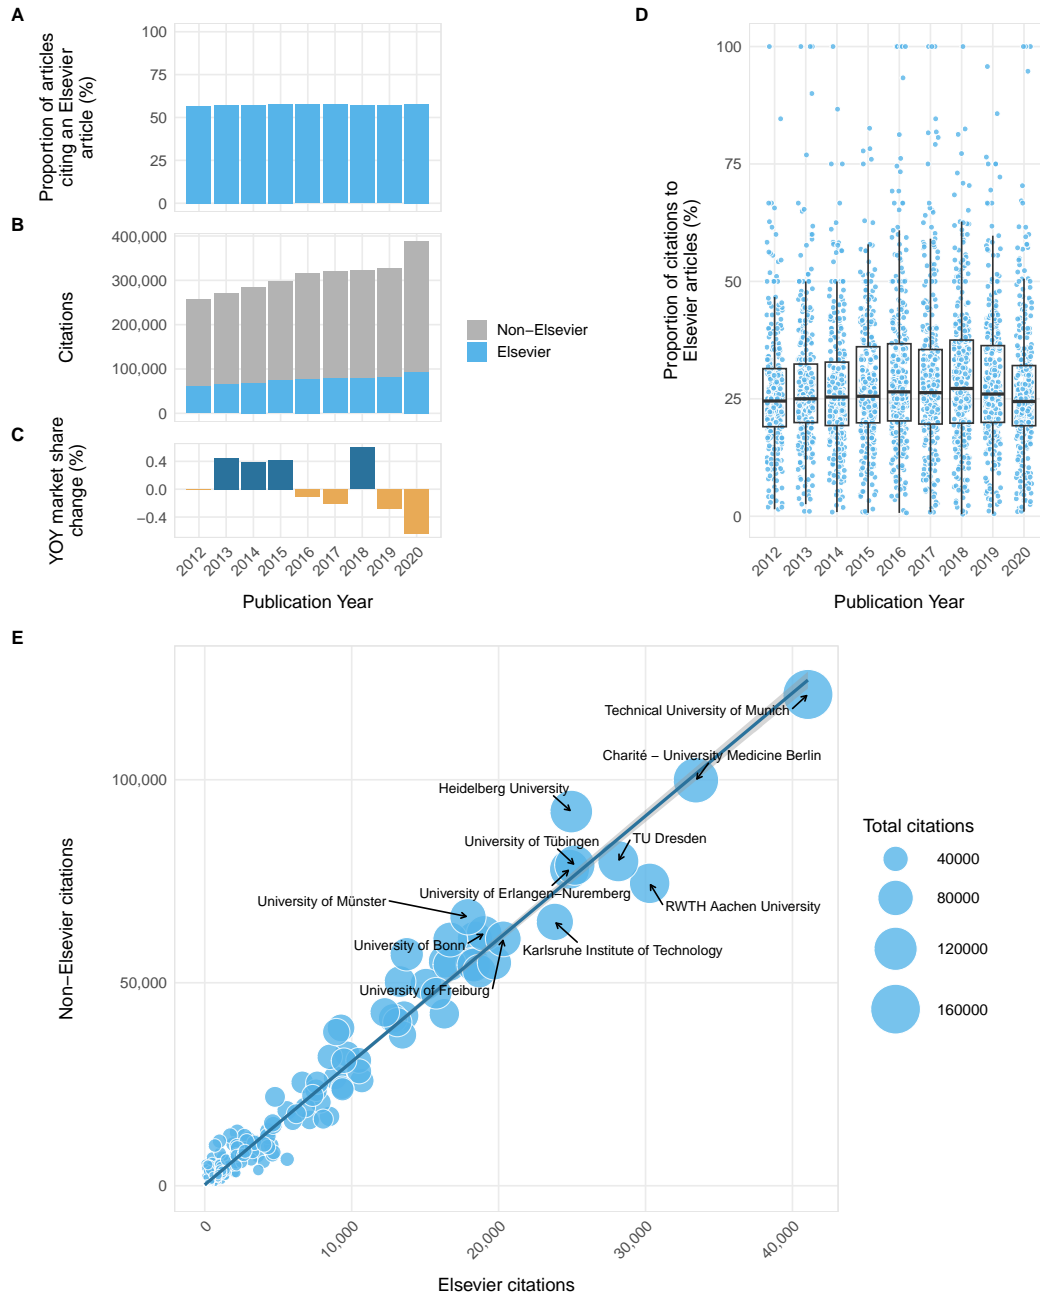 A
Proportion of articles
citing an Elsevier
article (%)
100
75
50
25
0
B
Citations
400,000
300,000
200,000
100,000
0
Non−Elsevier
Elsevier
C
YOY market share
change (%)
0.4
0.0
−0.4
2012
2013
2014
2015
2016
2017
2018
2019
2020
Publication Year
D
Proportion of citations to
Elsevier articles (%)
100
75
50
25
0
2012
2013
2014
2015
2016
2017
2018
2019
2020
Publication Year
E
Non−Elsevier citations
100,000
50,000
0
Technical University of Munich
Charité − University Medicine Berlin
Heidelberg University
University of Tübingen
TU Dresden
University of Erlangen−Nuremberg
University of Münster
RWTH Aachen University
University of Bonn
Karlsruhe Institute of Technology
University of Freiburg
0
10,000
20,000
30,000
40,000
Elsevier citations
Total citations
40000
80000
120000
160000